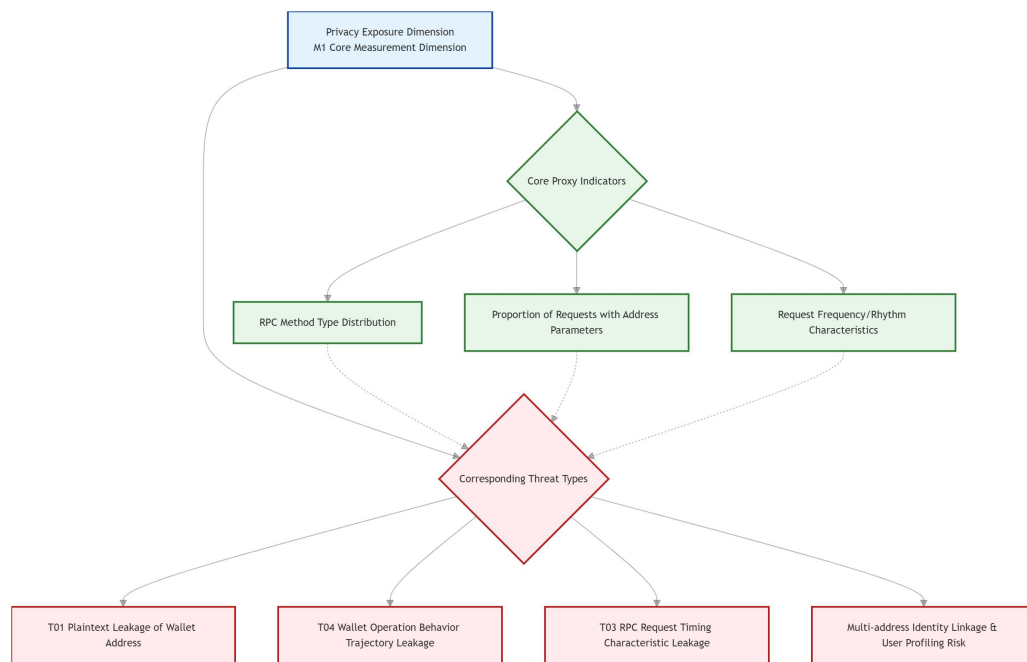 Privacy Exposure Dimension
M1 Core Measurement Dimension
Core Proxy Indicators
RPC Method Type Distribution
Proportion of Requests with Address
Parameters
Request Frequency/Rhythm
Characteristics
Corresponding Threat Types
T01 Plaintext Leakage of Wallet
Address
T04 Wallet Operation Behavior
Trajectory Leakage
T03 RPC Request Timing
Characteristic Leakage
Multi-address Identity Linkage &
User Profiling Risk